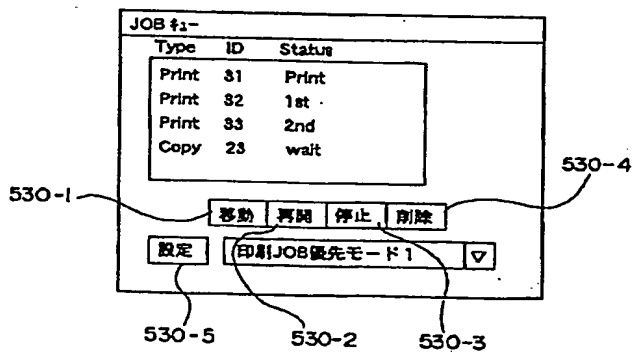 JOBキュー
Type ID Status
Print 31 Print
Print 32 1st
Print 33 2nd
Copy 23 wait
530-4
530-1
移動 再開 停止 削除
設定 印刷JOB優先モード1 ▽
530-5 530-2 530-3